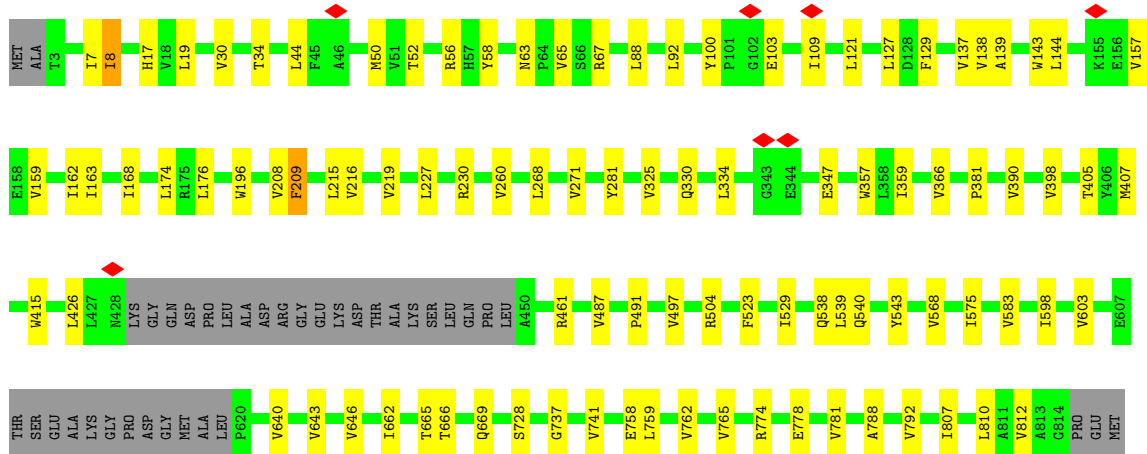 MET ALA T3 I7 I8 H17 V18 L19 V30 T34 L44 F45 A46 M50 V51 T52 R56 H57 Y58 N63 P64 V65 S66 R67 L88 L92 Y100 P101 G102 E103 I109 L121 L127 D128 F129 V137 V138 A139 W143 L144 K155 E156 V157
E158 V159 I162 I163 I168 L174 R175 L176 W196 V208 F209 L215 V216 V219 L227 R230 V260 L268 V271 Y281 V325 Q330 L334 G343 E344 E347 W357 L358 I359 V366 P381 V390 V398 T405 Y406 M407
W415 L426 L427 N428 LYS GLY GLN ASP PRO LEU ALA ASP ARG GLY GLU LYS ASP THR ALA LYS SER LEU GLN PRO LEU A450 R461 V487 P491 V497 R504 F523 I529 Q538 L539 Q540 Y543 V568 I575 V583 I598 V603 E607
THR SER GLU ALA LYS GLY PRO ASP GLY MET ALA LEU P620 V640 V643 V646 I662 T665 T666 Q669 S728 G737 V741 E758 L759 V762 V765 R774 E778 V781 A788 V792 I807 L810 A811 V812 A813 G814 PRO GLU MET